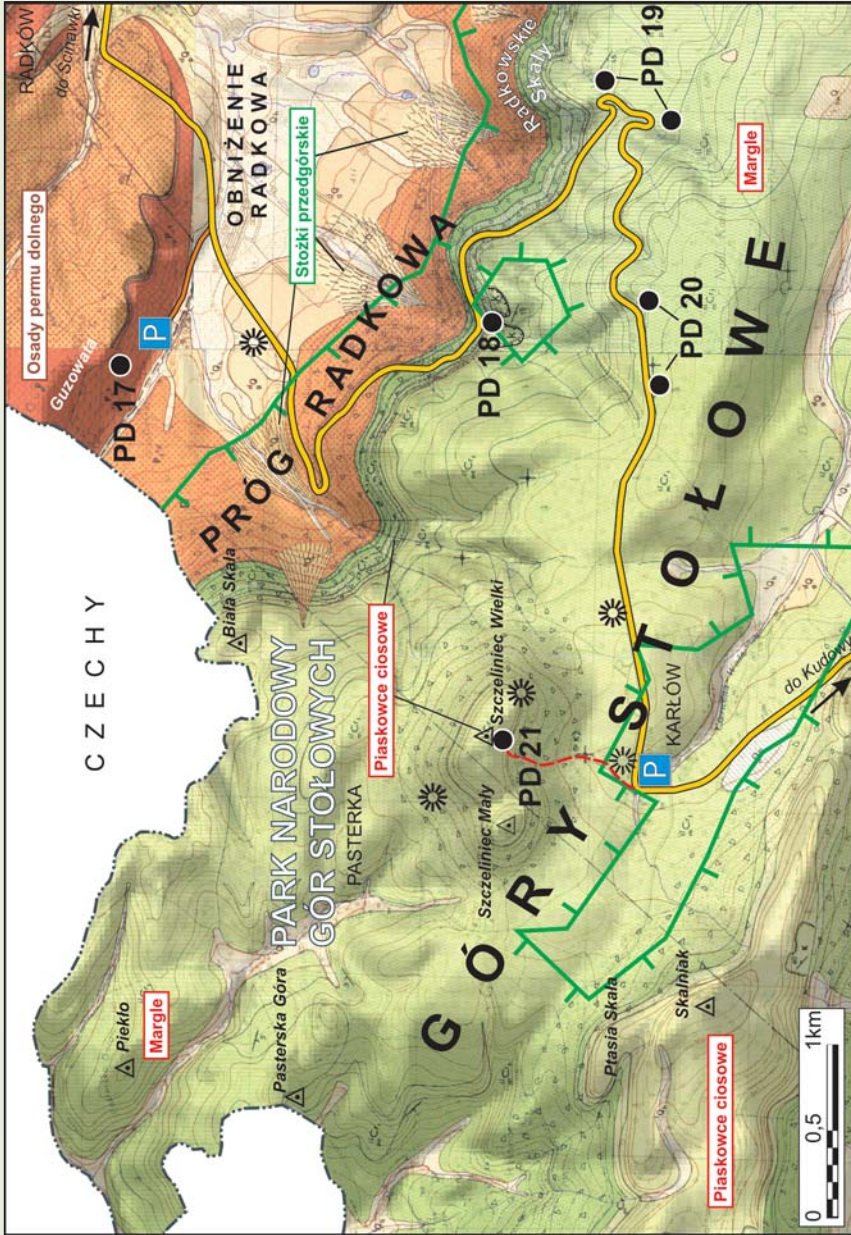 CZECHY
RADKÓW
do Ścinawki
Osady permu dolnego
Guzowata
PD 17
P
OBNIŻENIE
RADKOWA
Stożki przedgórskie
PRÓG RADKOWA
Radkowskie
Skały
Biała Skała
PARK NARODOWY
GÓR STOŁOWYCH
PASTERKA
Piekło
Margle
Pasterska Góra
Piaskowce ciosowe
Szczeliniec Wielki
Szczeliniec Mały
PD 21
PD 18
PD 19
PD 20
Margle
GÓRY STOŁOWE
KARŁÓW
P
do Kudowy
Ptasia Skała
Skalniak
Piaskowce ciosowe
0 0,5 1km